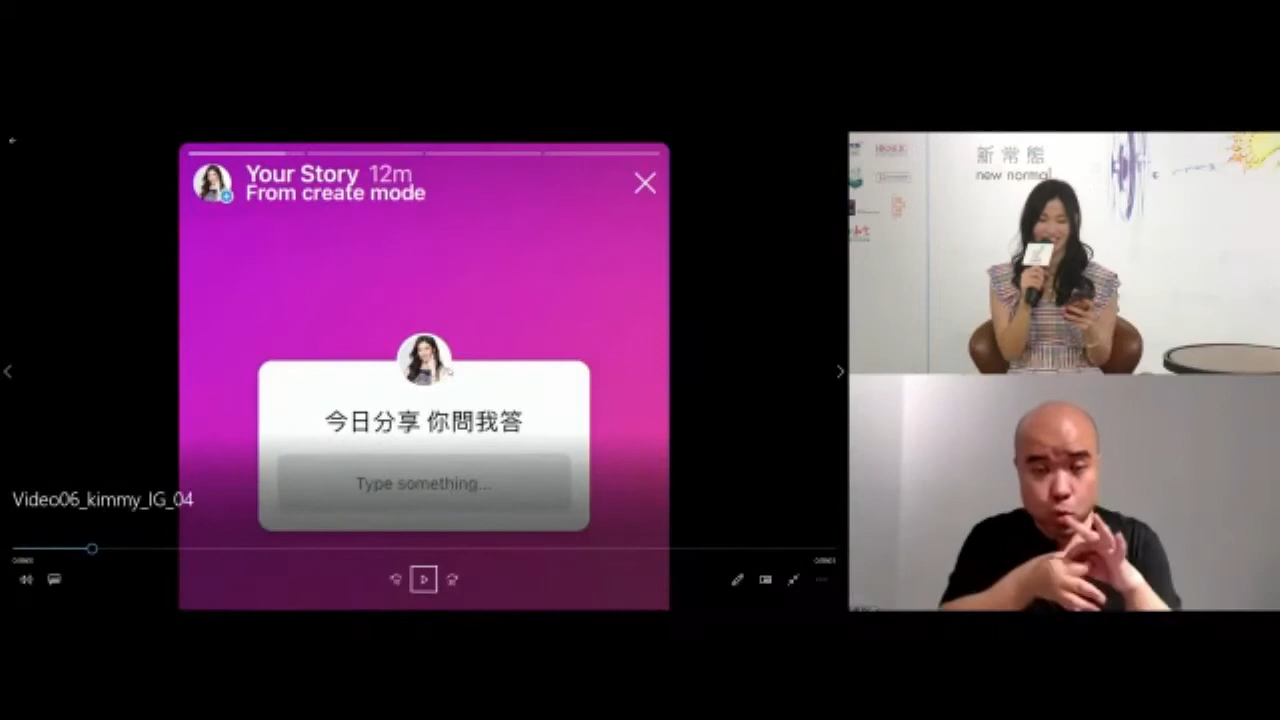 Your Story 12m
From create mode
今日分享 你問我答
Type something...
Video06_kimmy_IG_04
新常態
new normal